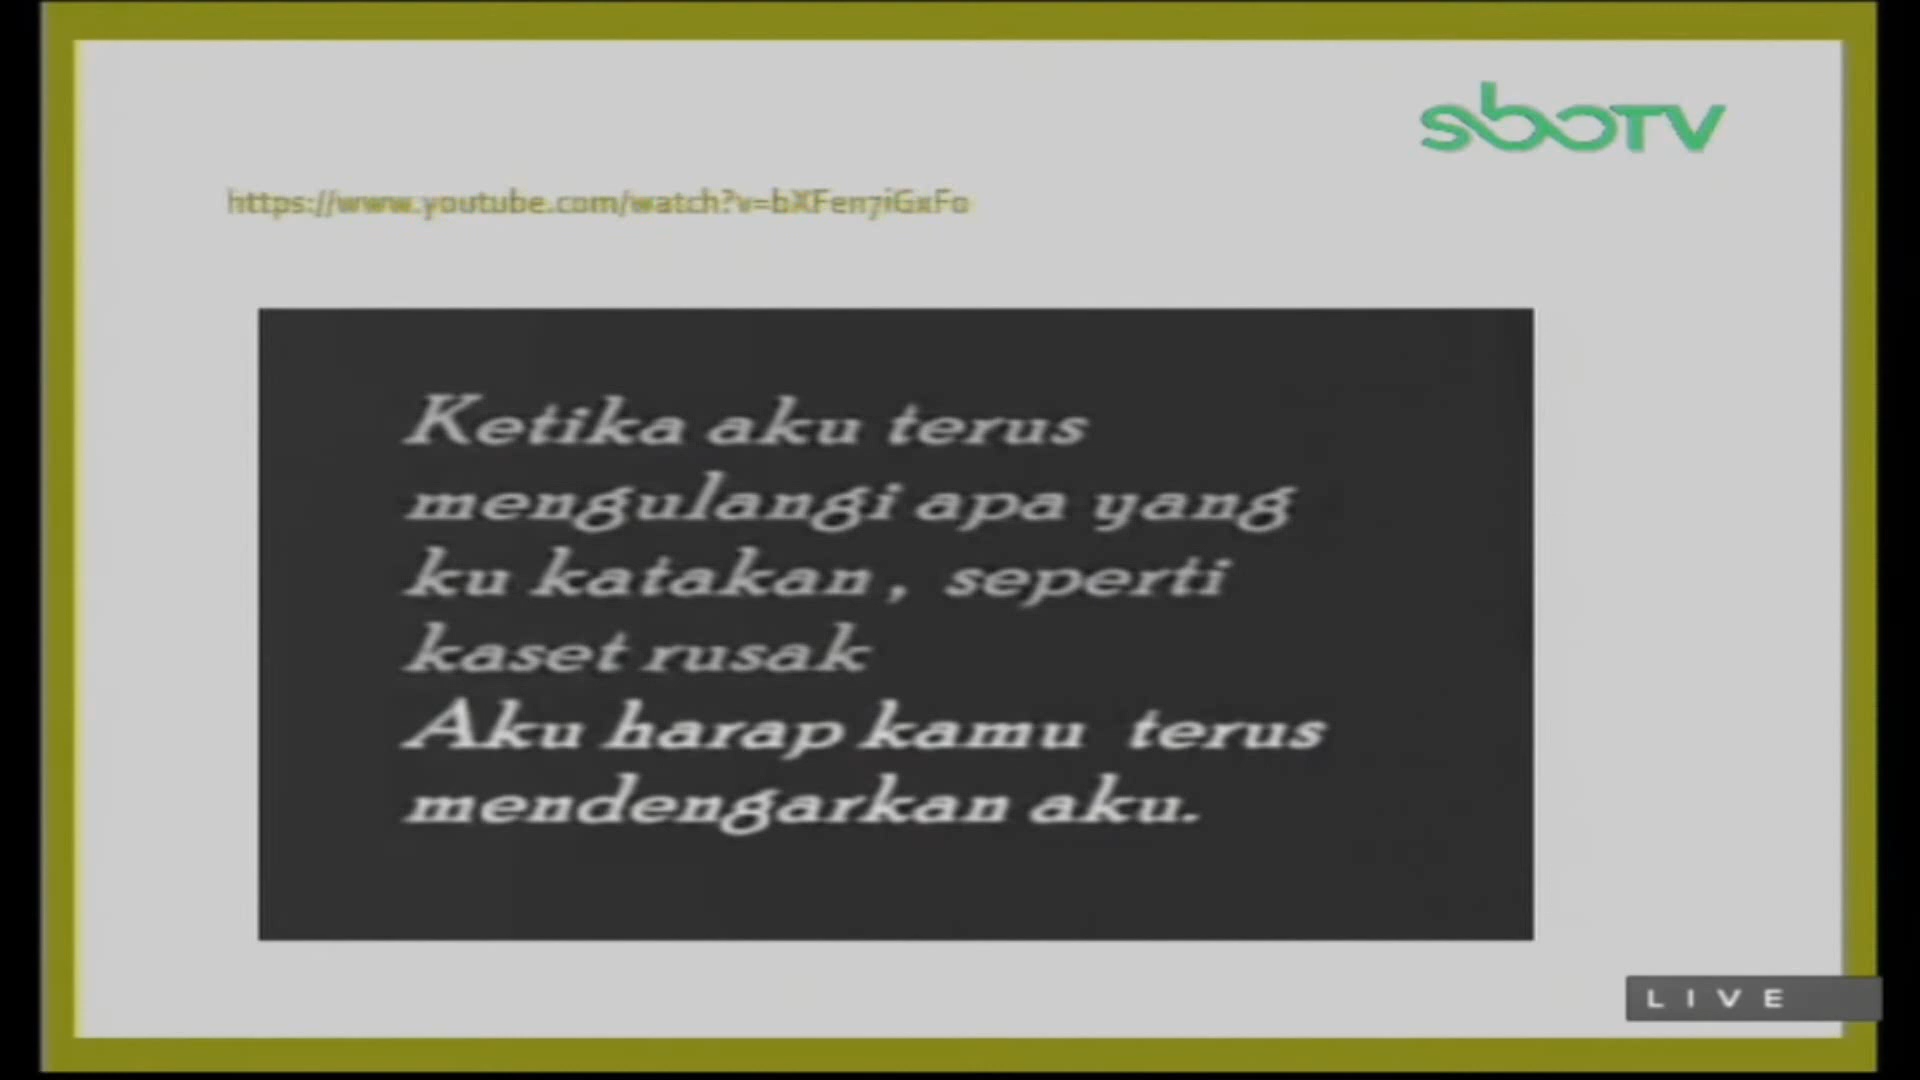 sboTV
https://www.youtube.com/watch?v=bXFen7iGxFo
Ketika aku terus
mengulangi apa yang
ku katakan , seperti
kaset rusak
Aku harap kamu terus
mendengarkan aku.
LIVE